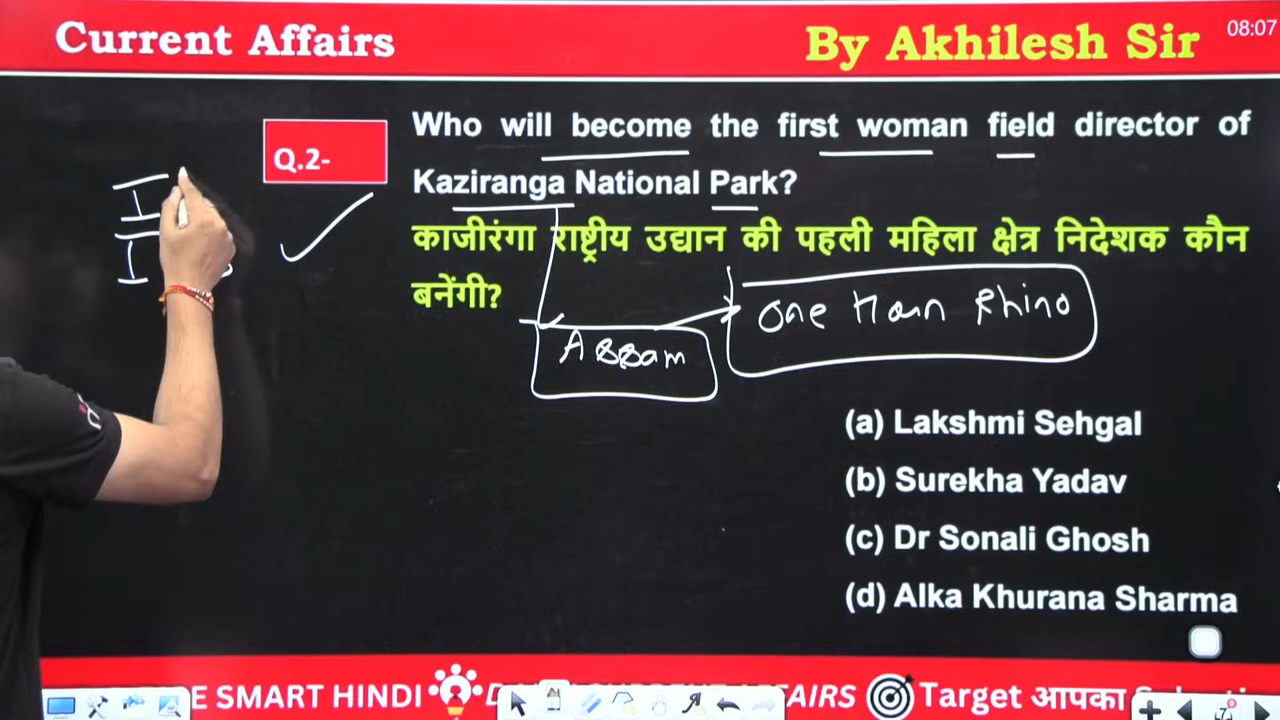 Current Affairs
By Akhilesh Sir
08:07
Q.2-
Who will become the first woman field director of
Kaziranga National Park?
काजीरंगा राष्ट्रीय उद्यान की पहली महिला क्षेत्र निदेशक कौन
बनेंगी?
One Horn Rhino
Assam
(a) Lakshmi Sehgal
(b) Surekha Yadav
(c) Dr Sonali Ghosh
(d) Alka Khurana Sharma
E SMART HINDI
AIRS
Target आपका